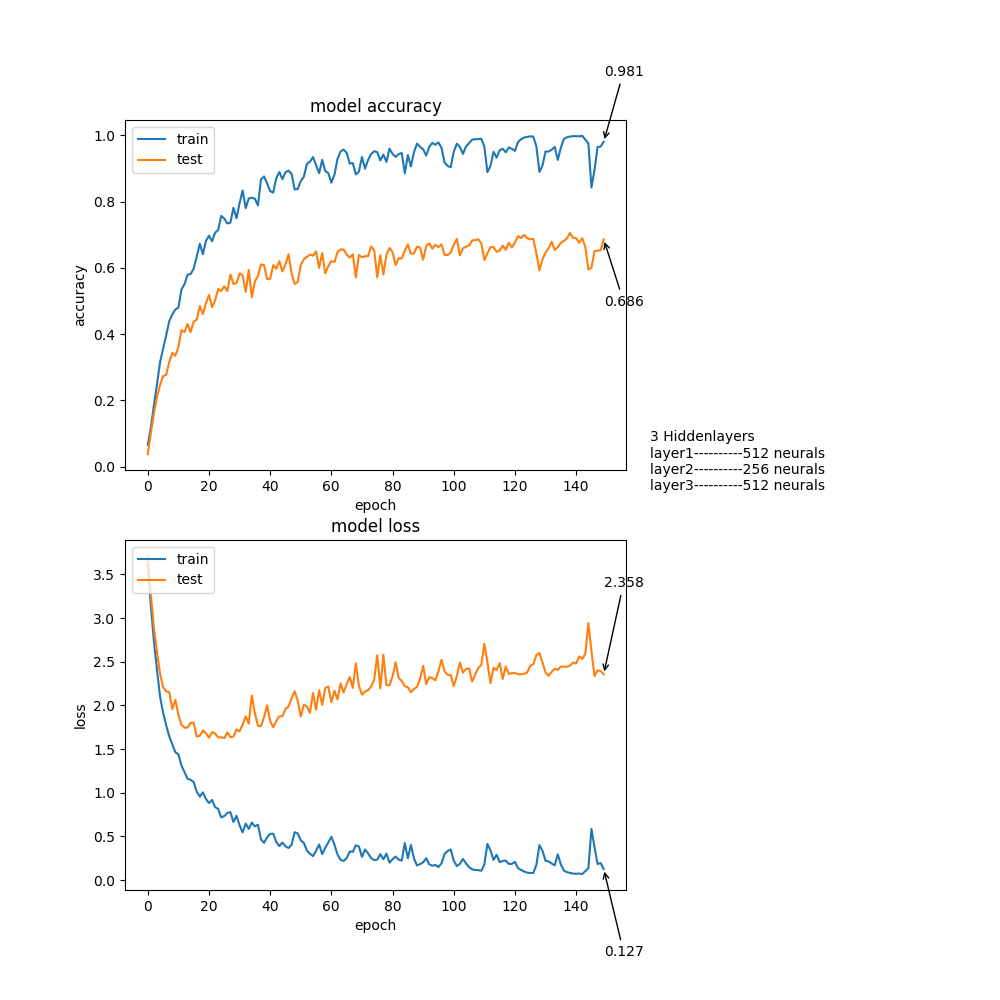 0.981
model accuracy
train
test
1.0
0.8
0.6
0.4
0.2
0.0
accuracy
0.686
0 20 40 60 80 100 120 140
epoch
3 Hiddenlayers
layer1----------512 neurals
layer2----------256 neurals
layer3----------512 neurals
model loss
train
test
3.5
3.0
2.5
2.0
1.5
1.0
0.5
0.0
loss
2.358
0 20 40 60 80 100 120 140
epoch
0.127